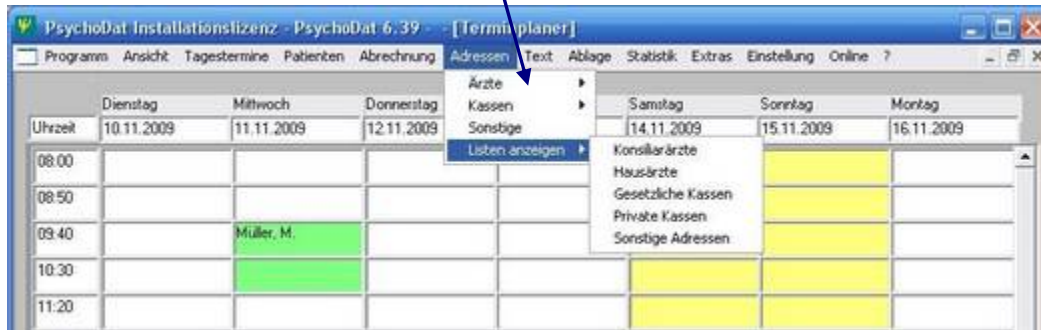 PsychoDat Installationslizenz - PsychoDat 6.39 - - [Terminplaner]
Programm Ansicht Tagestermine Patienten Abrechnung Adressen Text Ablage Statistik Extras Einstellung Online ?
Ärzte
Kassen
Sonstige
Listen anzeigen
Konsiliarärzte
Hausärzte
Gesetzliche Kassen
Private Kassen
Sonstige Adressen
Dienstag Mittwoch Donnerstag Samstag Sonntag Montag
Uhrzeit 10.11.2009 11.11.2009 12.11.2009 14.11.2009 15.11.2009 16.11.2009
08:00
08:50
09:40 Müller, M.
10:30
11:20